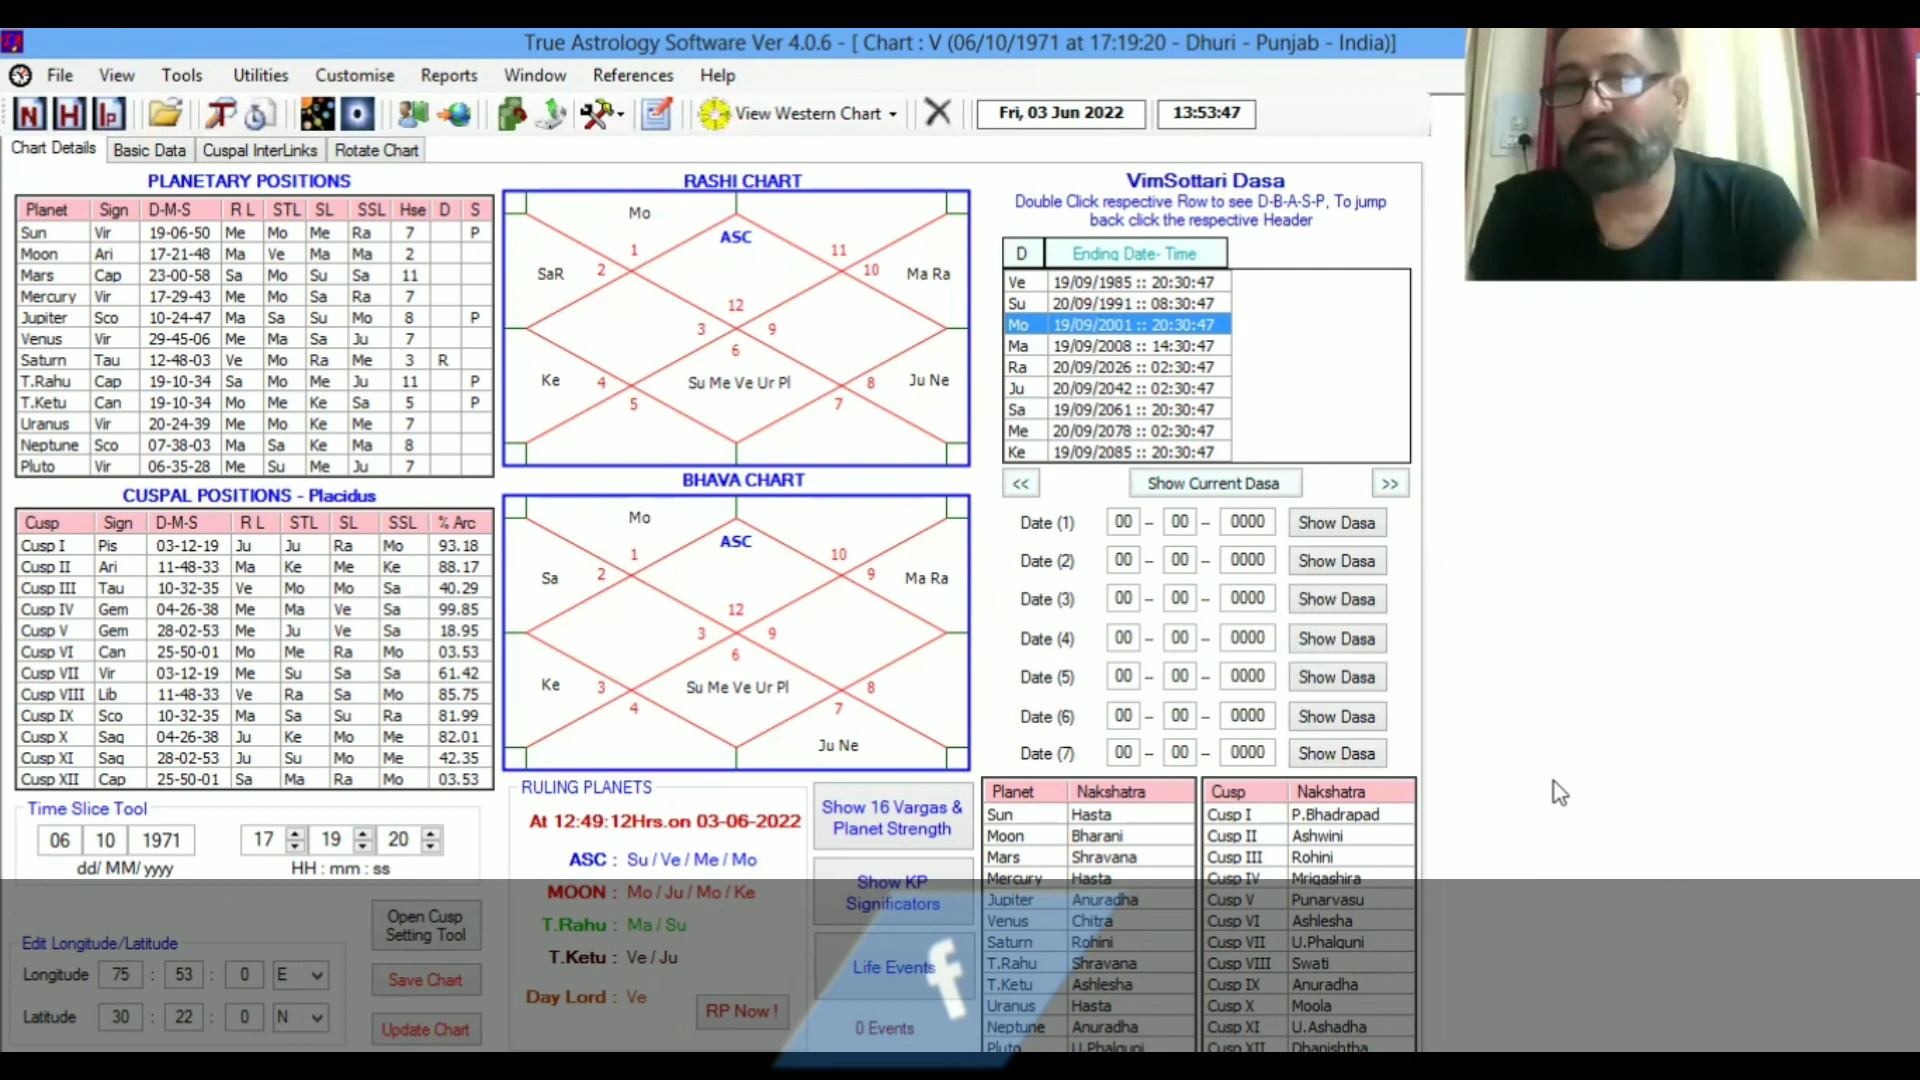 True Astrology Software Ver 4.0.6 - [ Chart : V (06/10/1971 at 17:19:20 - Dhuri - Punjab - India)]
File View Tools Utilities Customise Reports Window References Help
N H Ip View Western Chart Fri, 03 Jun 2022 13:53:47
Chart Details Basic Data Cuspal InterLinks Rotate Chart
PLANETARY POSITIONS
Planet Sign D-M-S R L STL SL SSL Hse D S
Sun Vir 19-06-50 Me Mo Me Ra 7 P
Moon Ari 17-21-48 Ma Ve Ma Ma 2
Mars Cap 23-00-58 Sa Mo Su Sa 11
Mercury Vir 17-29-43 Me Mo Sa Ra 7
Jupiter Sco 10-24-47 Ma Sa Su Mo 8 P
Venus Vir 29-45-06 Me Ma Sa Ju 7
Saturn Tau 12-48-03 Ve Mo Ra Me 3 R
T.Rahu Cap 19-10-34 Sa Mo Me Ju 11 P
T.Ketu Can 19-10-34 Mo Me Ke Sa 5 P
Uranus Vir 20-24-39 Me Mo Ke Me 7
Neptune Sco 07-38-03 Ma Sa Ke Ma 8
Pluto Vir 06-35-28 Me Su Me Ju 7
CUSPAL POSITIONS - Placidus
Cusp Sign D-M-S R L STL SL SSL % Arc
Cusp I Pis 03-12-19 Ju Ju Ra Mo 93.18
Cusp II Ari 11-48-33 Ma Ke Me Ke 88.17
Cusp III Tau 10-32-35 Ve Mo Mo Sa 40.29
Cusp IV Gem 04-26-38 Me Ma Ve Sa 99.85
Cusp V Gem 28-02-53 Me Ju Ve Sa 18.95
Cusp VI Can 25-50-01 Mo Me Ra Mo 03.53
Cusp VII Vir 03-12-19 Me Su Sa Sa 61.42
Cusp VIII Lib 11-48-33 Ve Ra Sa Mo 85.75
Cusp IX Sco 10-32-35 Ma Sa Su Ra 81.99
Cusp X Sag 04-26-38 Ju Ke Mo Me 82.01
Cusp XI Sag 28-02-53 Ju Su Mo Me 42.35
Cusp XII Cap 25-50-01 Sa Ma Ra Mo 03.53
Time Slice Tool
06 10 1971 17 19 20
dd/ MM/ yyyy HH : mm : ss
Edit Longitude/Latitude
Longitude 75 : 53 : 0 E
Latitude 30 : 22 : 0 N
Open Cusp
Setting Tool
Save Chart
Update Chart
RASHI CHART
Mo
ASC
1 11
SaR 2 10 Ma Ra
12
3 9
6
Ke 4 Su Me Ve Ur Pl 8 Ju Ne
5 7
BHAVA CHART
Mo
ASC
1 10
Sa 2 9 Ma Ra
12
3 9
6
Ke 3 Su Me Ve Ur Pl 8
4 7
Ju Ne
RULING PLANETS
At 12:49:12Hrs.on 03-06-2022
ASC : Su / Ve / Me / Mo
MOON : Mo / Ju / Mo / Ke
T.Rahu : Ma / Su
T.Ketu : Ve / Ju
Day Lord : Ve
RP Now !
Show 16 Vargas &
Planet Strength
Show KP
Significators
Life Events
0 Events
f
VimSottari Dasa
Double Click respective Row to see D-B-A-S-P, To jump
back click the respective Header
D Ending Date- Time
Ve 19/09/1985 :: 20:30:47
Su 20/09/1991 :: 08:30:47
Mo 19/09/2001 :: 20:30:47
Ma 19/09/2008 :: 14:30:47
Ra 20/09/2026 :: 02:30:47
Ju 20/09/2042 :: 02:30:47
Sa 19/09/2061 :: 20:30:47
Me 20/09/2078 :: 02:30:47
Ke 19/09/2085 :: 20:30:47
<< Show Current Dasa >>
Date (1) 00 - 00 - 0000 Show Dasa
Date (2) 00 - 00 - 0000 Show Dasa
Date (3) 00 - 00 - 0000 Show Dasa
Date (4) 00 - 00 - 0000 Show Dasa
Date (5) 00 - 00 - 0000 Show Dasa
Date (6) 00 - 00 - 0000 Show Dasa
Date (7) 00 - 00 - 0000 Show Dasa
Planet Nakshatra
Sun Hasta
Moon Bharani
Mars Shravana
Mercury Hasta
Jupiter Anuradha
Venus Chitra
Saturn Rohini
T.Rahu Shravana
T.Ketu Ashlesha
Uranus Hasta
Neptune Anuradha
Pluto U.Phalguni
Cusp Nakshatra
Cusp I P.Bhadrapad
Cusp II Ashwini
Cusp III Rohini
Cusp IV Mrigashira
Cusp V Punarvasu
Cusp VI Ashlesha
Cusp VII U.Phalguni
Cusp VIII Swati
Cusp IX Anuradha
Cusp X Moola
Cusp XI U.Ashadha
Cusp XII Dhanishtha